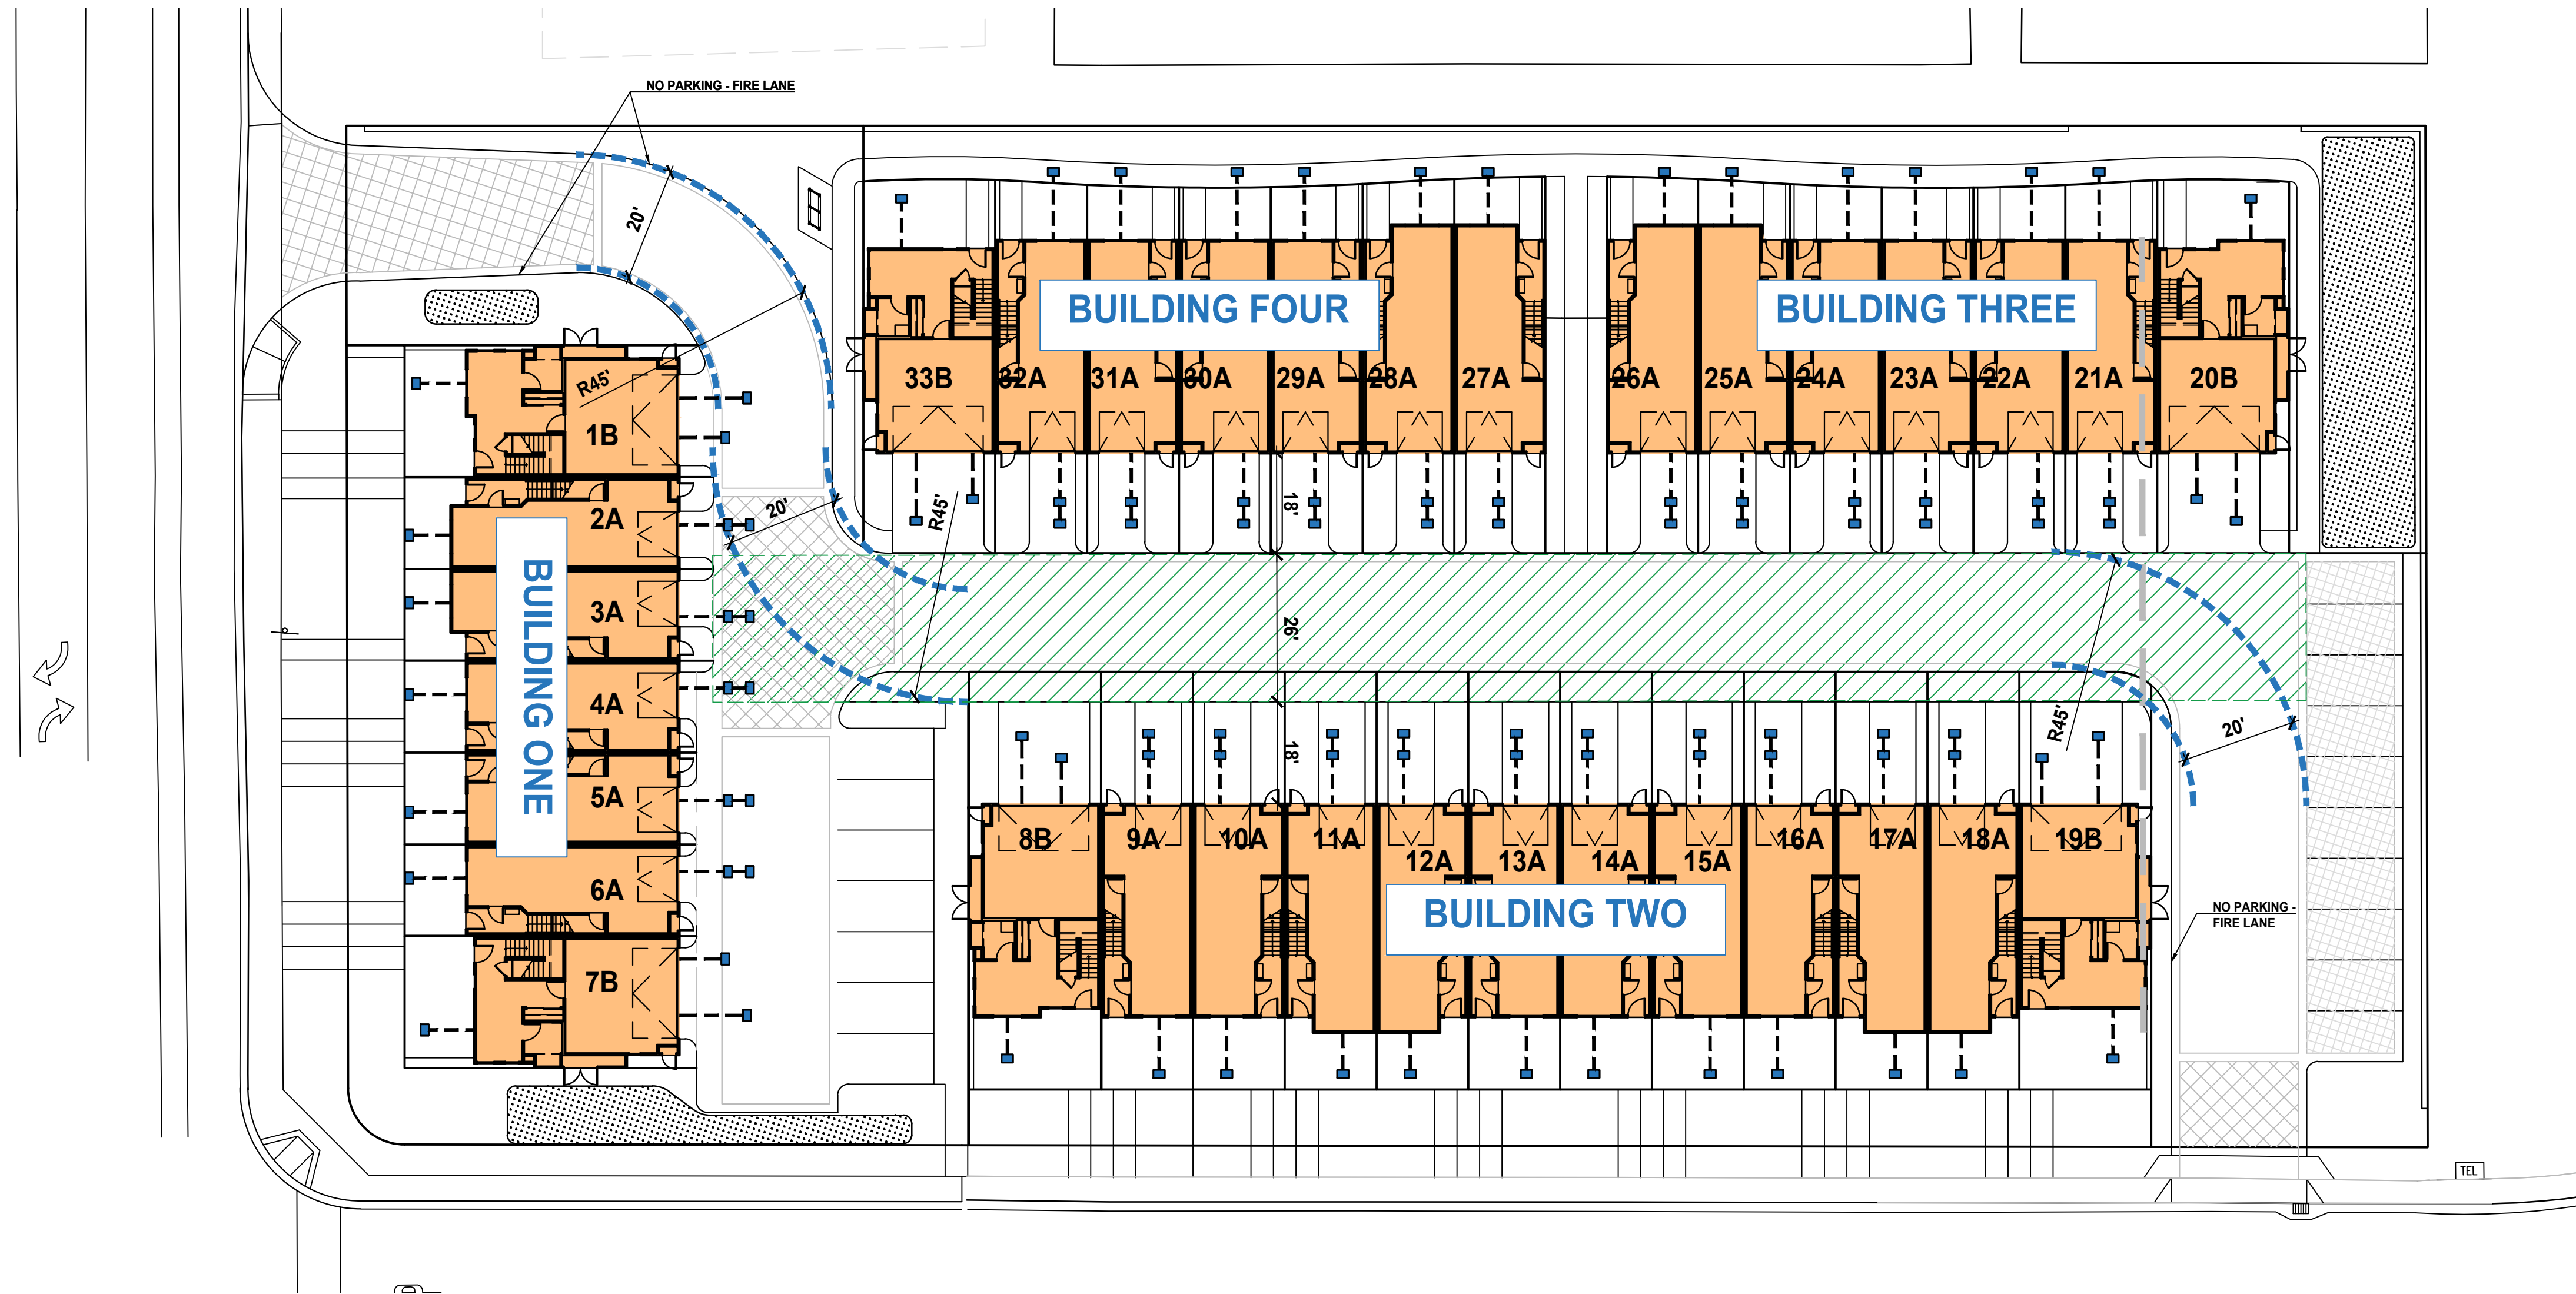 NO PARKING - FIRE LANE
20'
BUILDING FOUR
BUILDING THREE
33B
32A
31A
30A
29A
28A
27A
26A
25A
24A
23A
22A
21A
20B
R45'
1B
2A
3A
4A
5A
6A
7B
BUILDING ONE
20'
R45'
18'
26'
18'
R45'
20'
8B
9A
10A
11A
12A
13A
14A
15A
16A
17A
18A
19B
BUILDING TWO
NO PARKING -
FIRE LANE
TEL